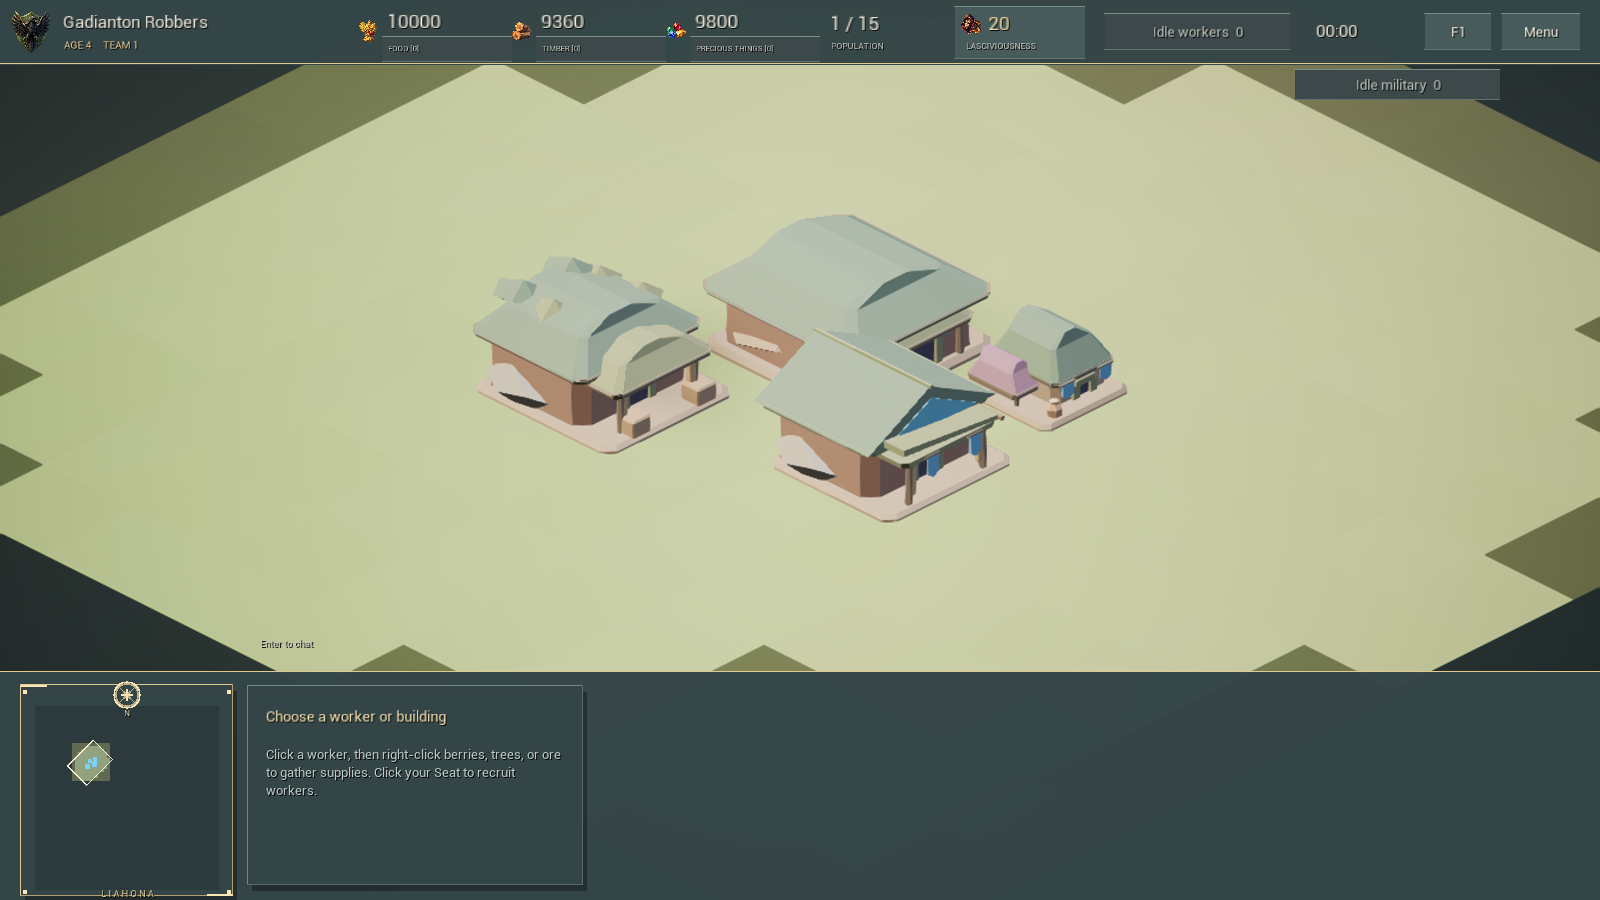 Gadianton Robbers
AGE 4 TEAM 1
10000
FOOD [0]
9360
TIMBER [0]
9800
PRECIOUS THINGS [0]
1 / 15
POPULATION
20
LASCIVIOUSNESS
Idle workers 0
00:00
F1
Menu
Idle military 0
Enter to chat
N
LIAHONA
Choose a worker or building
Click a worker, then right-click berries, trees, or ore
to gather supplies. Click your Seat to recruit
workers.